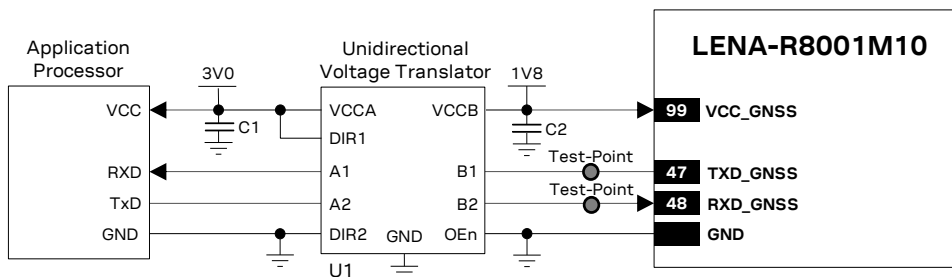 LENA-R8001M10
Application
Processor
Unidirectional
Voltage Translator
3V0
1V8
VCC
VCCA
VCCB
99 VCC_GNSS
C1
C2
DIR1
Test-Point
RXD
A1
B1
47 TXD_GNSS
Test-Point
TxD
A2
B2
48 RXD_GNSS
GND
DIR2
GND
OEn
GND
U1